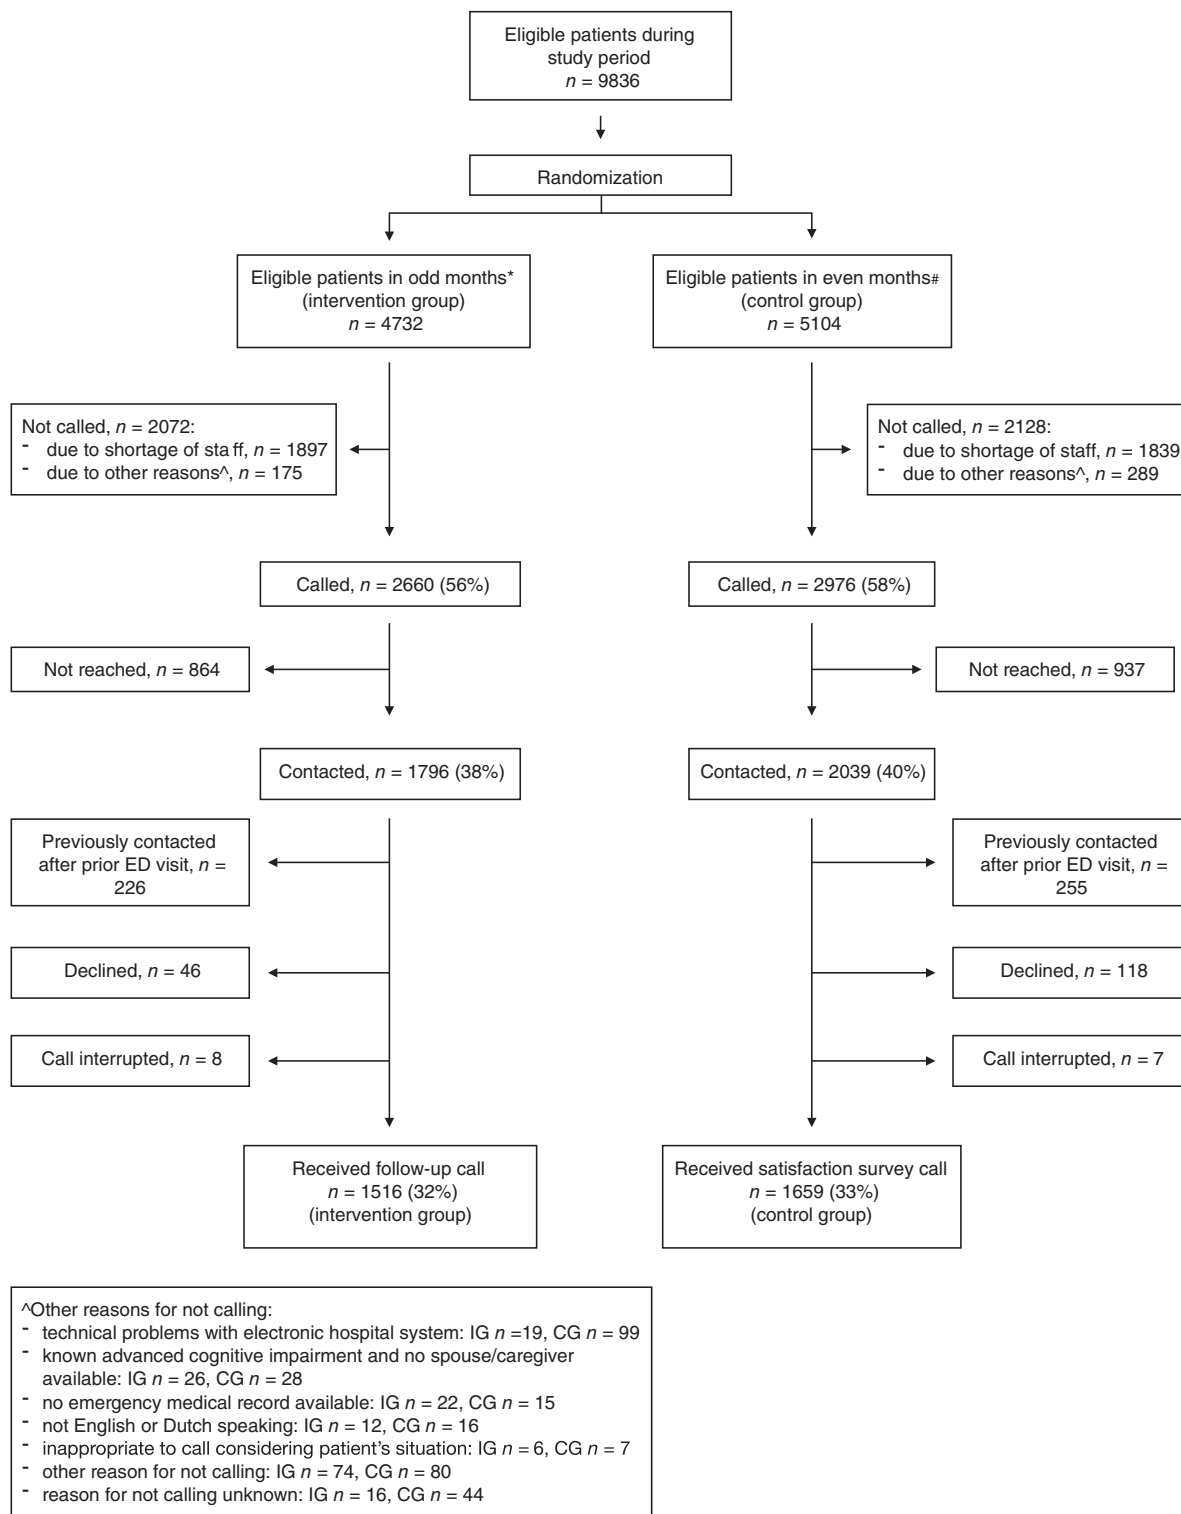 Eligible patients during
study period
n = 9836
Randomization
Eligible patients in odd months*
(intervention group)
n = 4732
Eligible patients in even months#
(control group)
n = 5104
Not called, n = 2072:
- due to shortage of staff, n = 1897
- due to other reasons^, n = 175
Not called, n = 2128:
- due to shortage of staff, n = 1839
- due to other reasons^, n = 289
Called, n = 2660 (56%)
Called, n = 2976 (58%)
Not reached, n = 864
Not reached, n = 937
Contacted, n = 1796 (38%)
Contacted, n = 2039 (40%)
Previously contacted
after prior ED visit, n =
226
Previously contacted
after prior ED visit, n =
255
Declined, n = 46
Declined, n = 118
Call interrupted, n = 8
Call interrupted, n = 7
Received follow-up call
n = 1516 (32%)
(intervention group)
Received satisfaction survey call
n = 1659 (33%)
(control group)
^Other reasons for not calling:
- technical problems with electronic hospital system: IG n =19, CG n = 99
- known advanced cognitive impairment and no spouse/caregiver
available: IG n = 26, CG n = 28
- no emergency medical record available: IG n = 22, CG n = 15
- not English or Dutch speaking: IG n = 12, CG n = 16
- inappropriate to call considering patient's situation: IG n = 6, CG n = 7
- other reason for not calling: IG n = 74, CG n = 80
- reason for not calling unknown: IG n = 16, CG n = 44